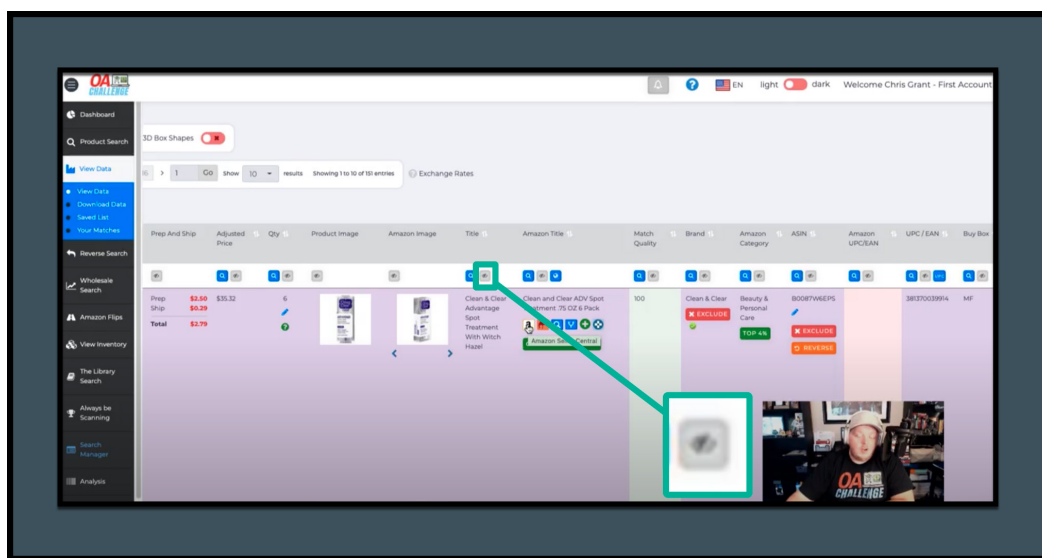 OA
CHALLENGE
EN light dark Welcome Chris Grant - First Account
Dashboard
Product Search
View Data
View Data
Download Data
Saved List
Your Matches
Reverse Search
Wholesale
Search
Amazon Flips
View Inventory
The Library
Search
Always be
Scanning
Search
Manager
Analysis
3D Box Shapes
1 Go Show 10 results Showing 1 to 10 of 151 entries Exchange Rates
Prep And Ship
Adjusted
Price
Qty
Product Image
Amazon Image
Title
Amazon Title
Match
Quality
Brand
Amazon
Category
ASIN
Amazon
UPC/EAN
UPC / EAN
Buy Box
Prep $2.50
Ship $0.29
Total $2.79
$35.32
6
Clean & Clear
Advantage
Spot
Treatment
With Witch
Hazel
Clean and Clear ADV Spot
Treatment .75 OZ 6 Pack
Amazon Seller Central
100
Clean & Clear
EXCLUDE
Beauty &
Personal
Care
TOP 4%
B0087W6EPS
EXCLUDE
REVERSE
381370039914
MF
OA
CHALLENGE